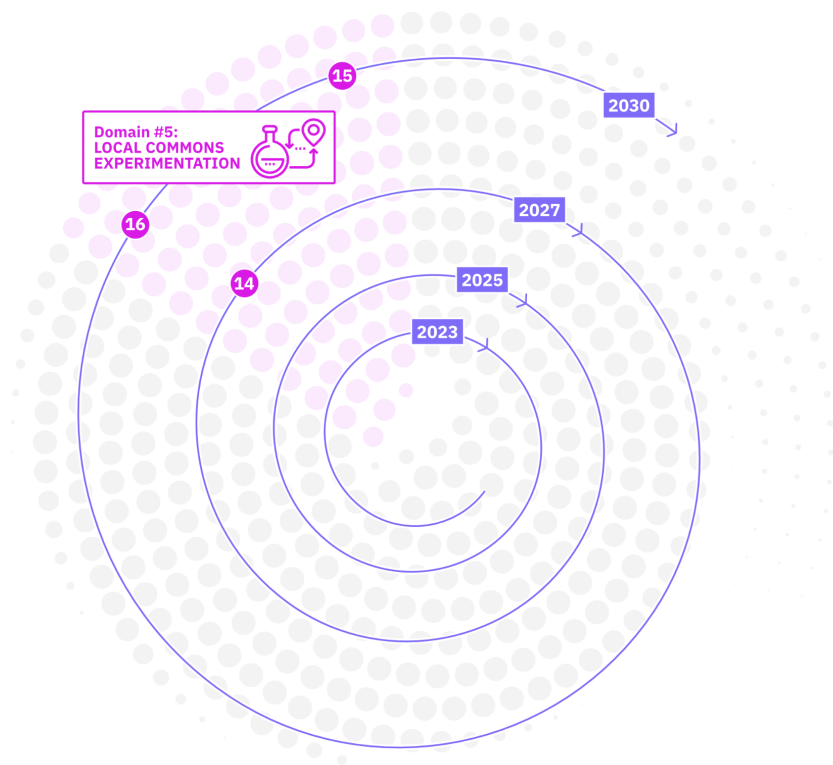 15
2030
Domain #5:
LOCAL COMMONS
EXPERIMENTATION
2027
16
14
2025
2023